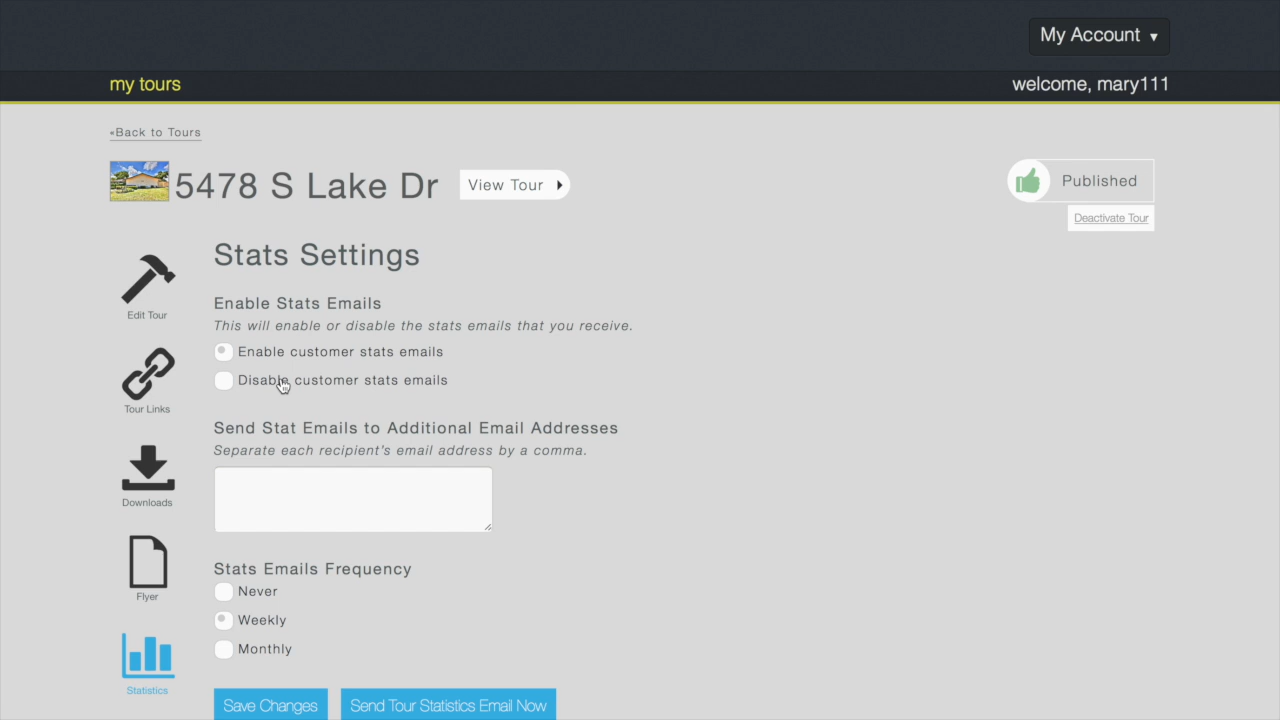 My Account ▼
my tours
welcome, mary111
«Back to Tours
5478 S Lake Dr
View Tour
Published
Deactivate Tour
Stats Settings
Edit Tour
Enable Stats Emails
This will enable or disable the stats emails that you receive.
Enable customer stats emails
Disable customer stats emails
Tour Links
Send Stat Emails to Additional Email Addresses
Separate each recipient's email address by a comma.
Downloads
Stats Emails Frequency
Never
Flyer
Weekly
Monthly
Statistics
Save Changes
Send Tour Statistics Email Now